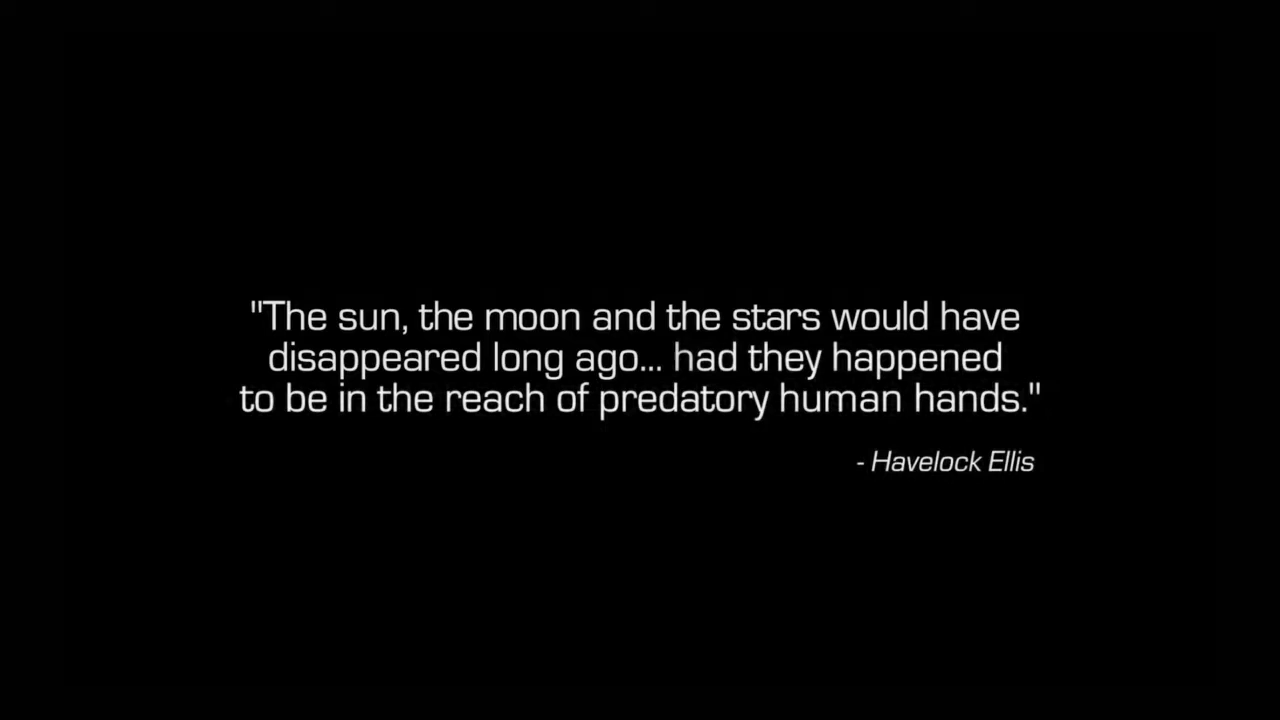 "The sun, the moon and the stars would have
disappeared long ago... had they happened
to be in the reach of predatory human hands."
- Havelock Ellis